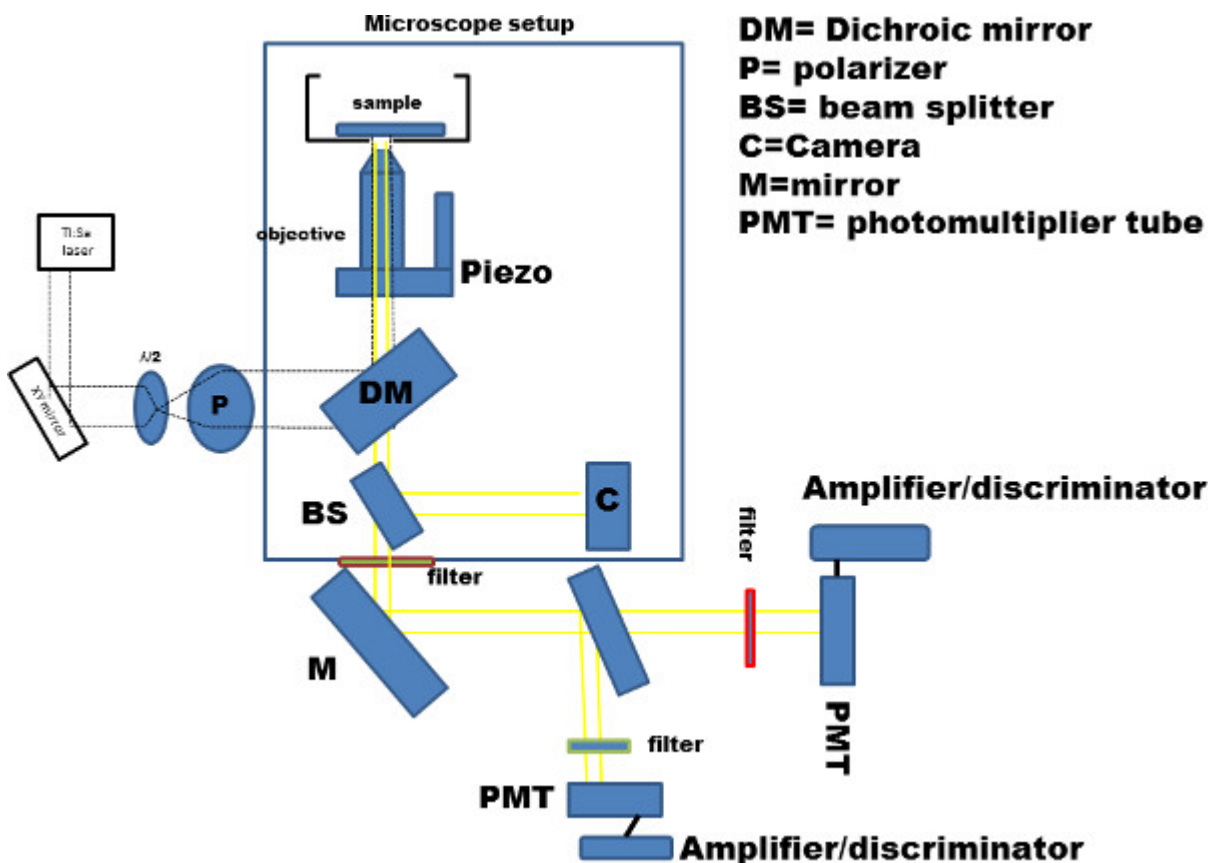 Microscope setup
DM= Dichroic mirror
P= polarizer
BS= beam splitter
C=Camera
M=mirror
PMT= photomultiplier tube
sample
TI:Sa
laser
objective
Piezo
λ/2
XY mirror
P
DM
BS
C
Amplifier/discriminator
filter
filter
M
PMT
filter
PMT
Amplifier/discriminator